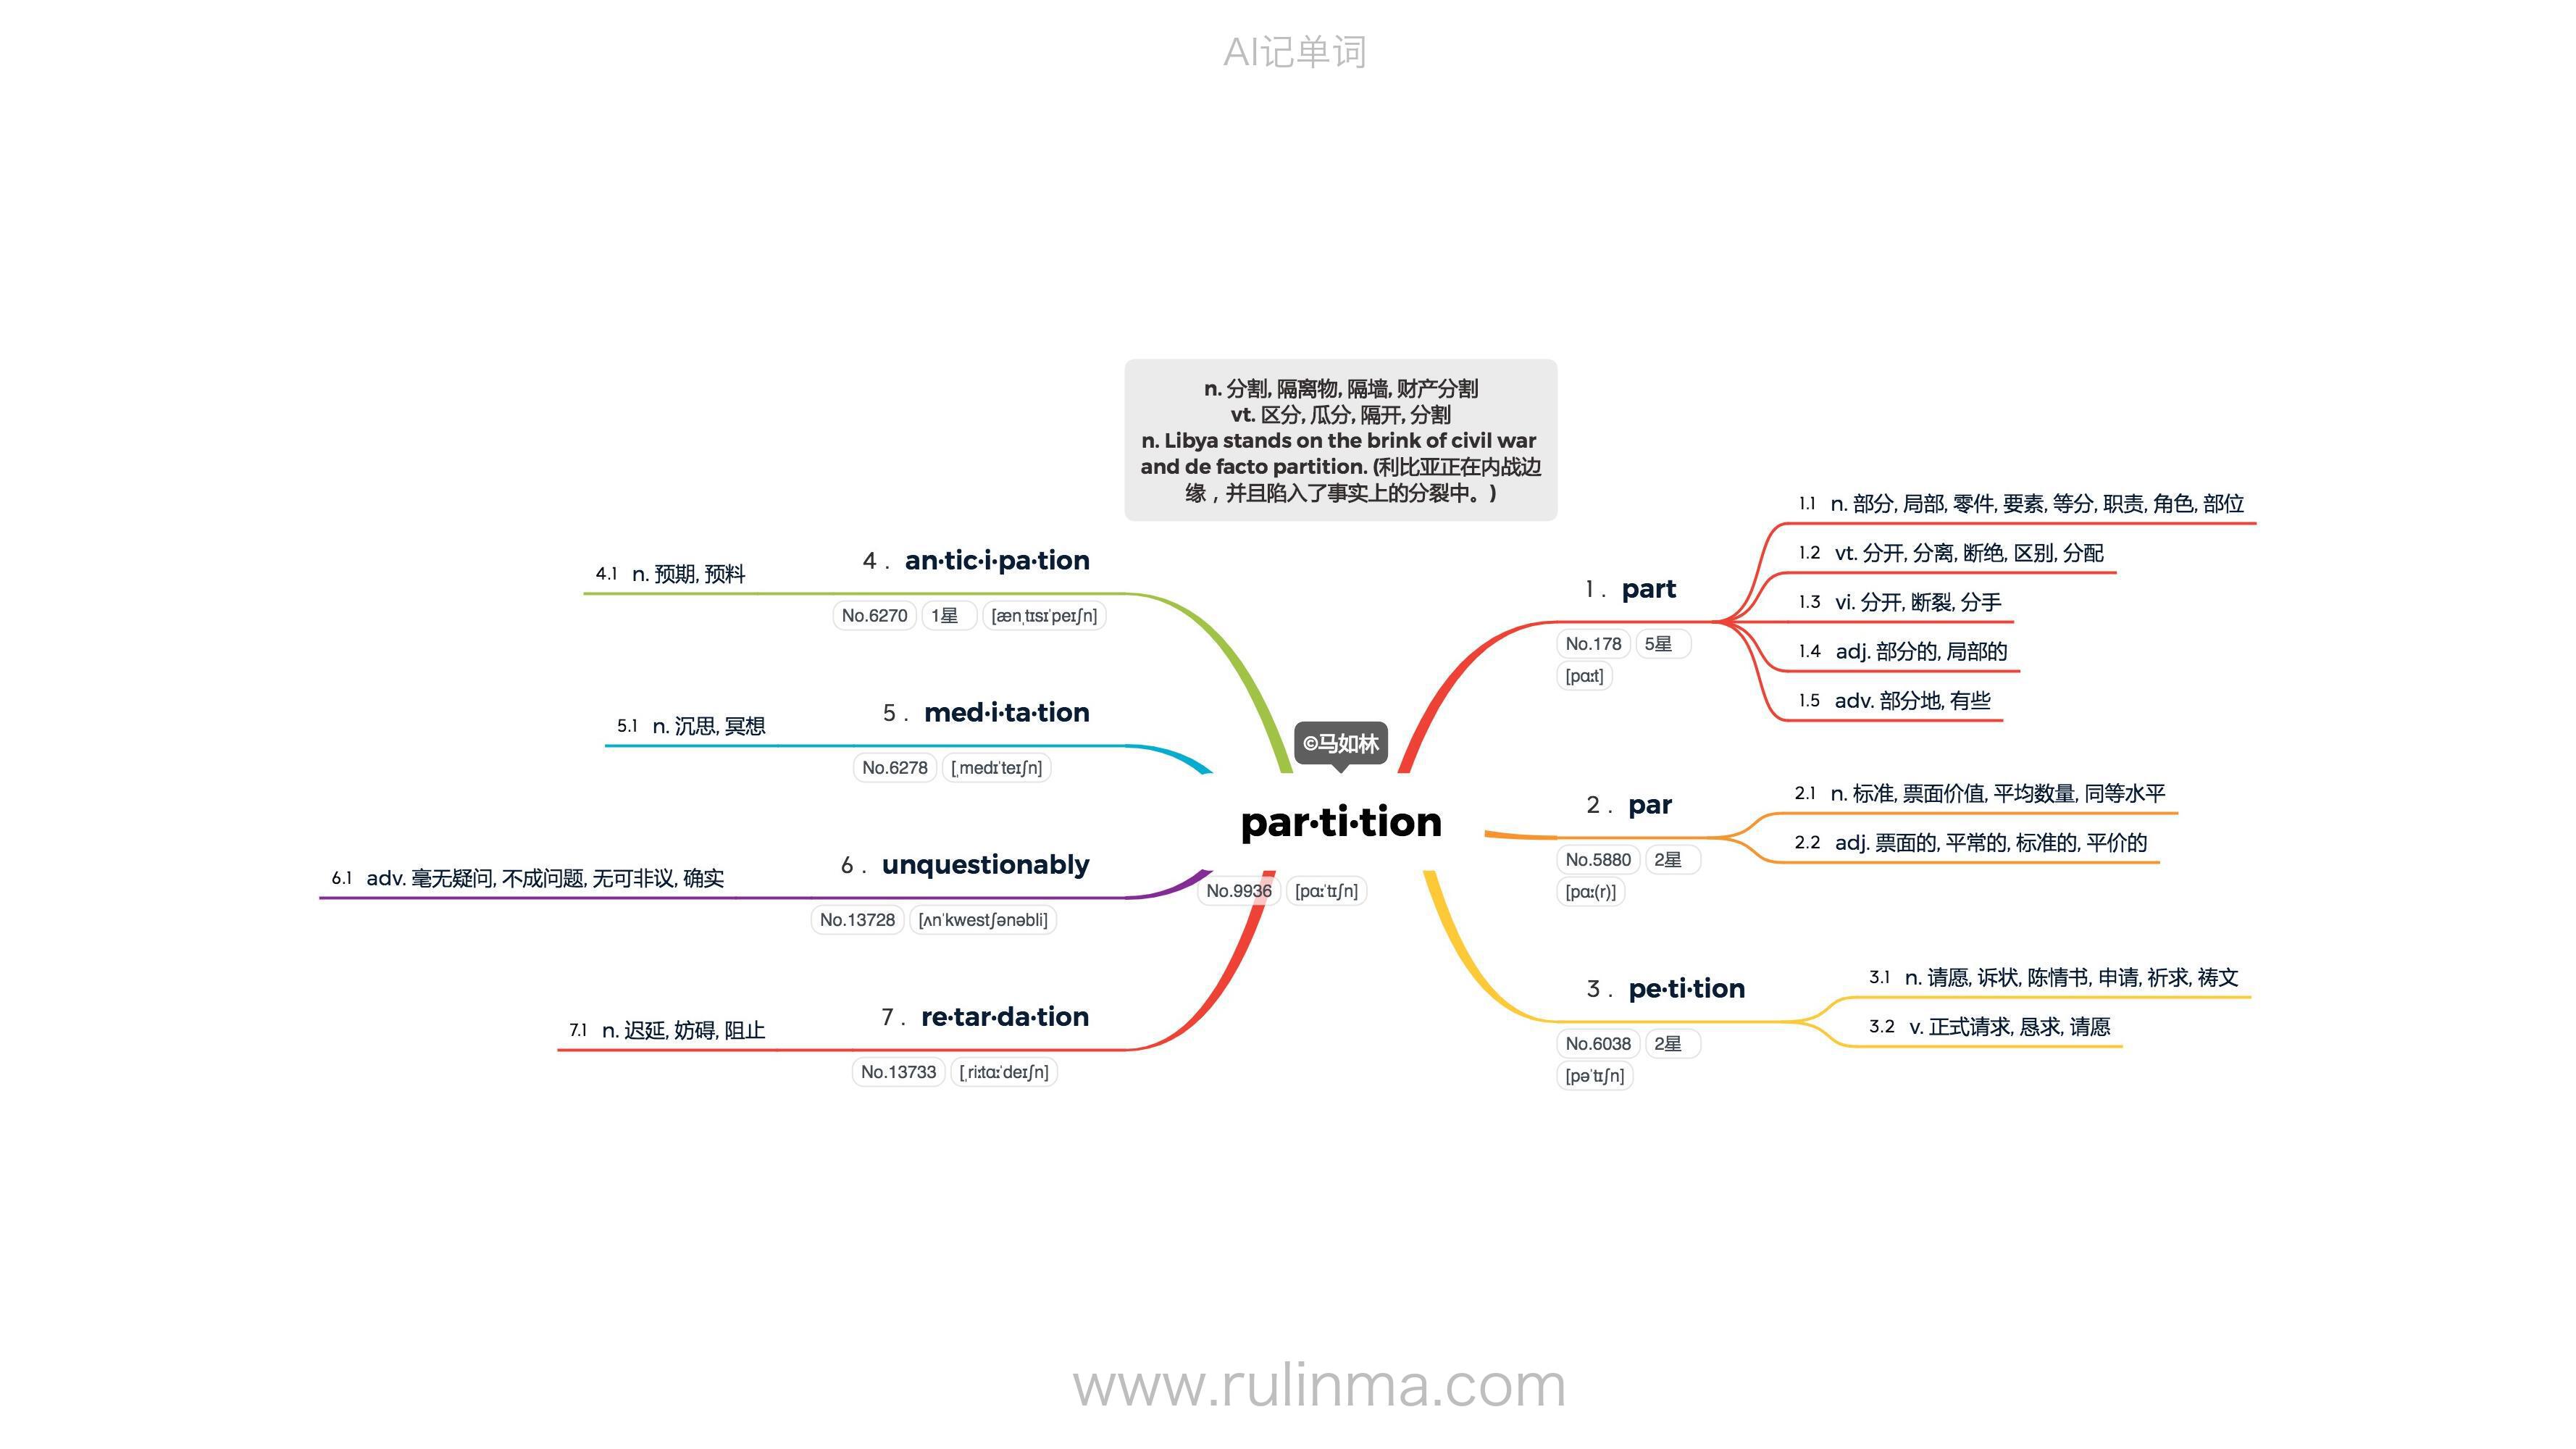 AI记单词
n. 分割, 隔离物, 隔墙, 财产分割
vt. 区分, 瓜分, 隔开, 分割
n. Libya stands on the brink of civil war
and de facto partition. (利比亚正在内战边
缘，并且陷入了事实上的分裂中。)
©马如林
par·ti·tion
No.9936 [pɑːˈtɪʃn]
1 . part
No.178 5星
[pɑːt]
1.1 n. 部分, 局部, 零件, 要素, 等分, 职责, 角色, 部位
1.2 vt. 分开, 分离, 断绝, 区别, 分配
1.3 vi. 分开, 断裂, 分手
1.4 adj. 部分的, 局部的
1.5 adv. 部分地, 有些
2 . par
No.5880 2星
[pɑː(r)]
2.1 n. 标准, 票面价值, 平均数量, 同等水平
2.2 adj. 票面的, 平常的, 标准的, 平价的
3 . pe·ti·tion
No.6038 2星
[pəˈtɪʃn]
3.1 n. 请愿, 诉状, 陈情书, 申请, 祈求, 祷文
3.2 v. 正式请求, 恳求, 请愿
4 . an·tic·i·pa·tion
No.6270 1星 [ænˌtɪsɪˈpeɪʃn]
4.1 n. 预期, 预料
5 . med·i·ta·tion
No.6278 [ˌmedɪˈteɪʃn]
5.1 n. 沉思, 冥想
6 . unquestionably
No.13728 [ʌnˈkwestʃənəbli]
6.1 adv. 毫无疑问, 不成问题, 无可非议, 确实
7 . re·tar·da·tion
No.13733 [ˌriːtɑːˈdeɪʃn]
7.1 n. 迟延, 妨碍, 阻止
www.rulinma.com